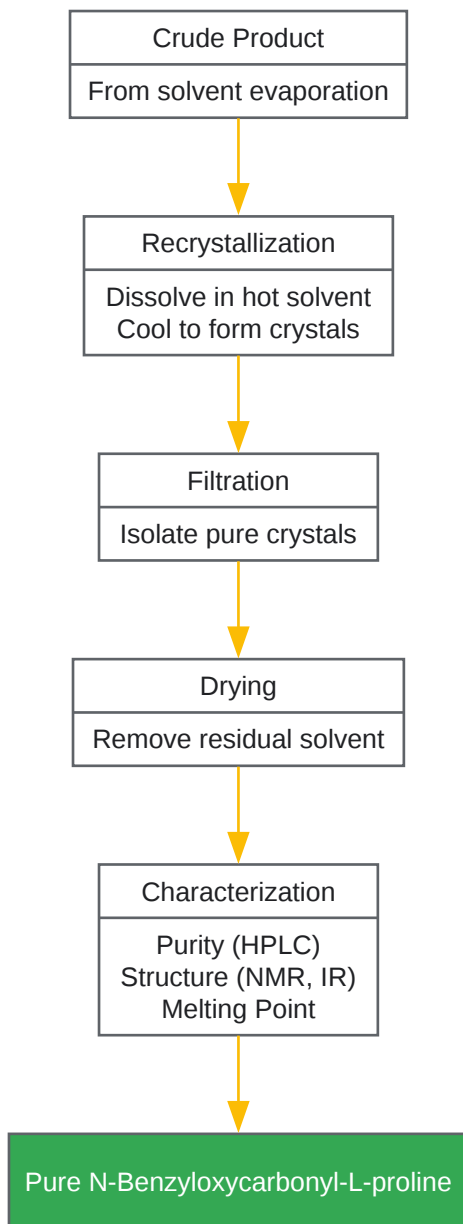 Crude Product
From solvent evaporation
Recrystallization
Dissolve in hot solvent
Cool to form crystals
Filtration
Isolate pure crystals
Drying
Remove residual solvent
Characterization
Purity (HPLC)
Structure (NMR, IR)
Melting Point
Pure N-Benzyloxycarbonyl-L-proline